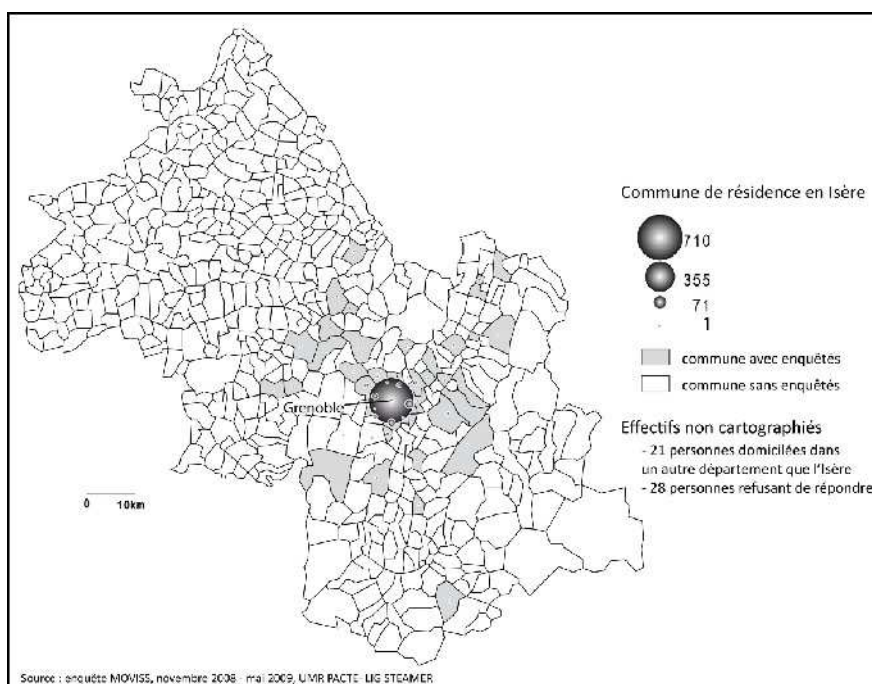 Commune de résidence en Isère
710
355
71
1
commune avec enquêtés
commune sans enquêtés
Grenoble
Effectifs non cartographiés
- 21 personnes domiciliées dans
un autre département que l'Isère
- 28 personnes refusant de répondre
0 10km
Source : enquête MOVISS, novembre 2008 - mai 2009, UMR PACTE- LIG STEAMER